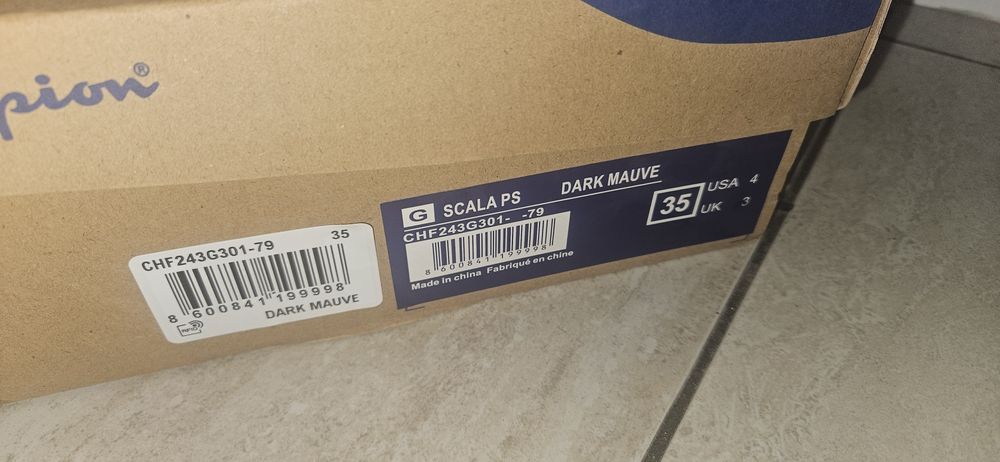 pion®
CHF243G301-79 35
8 600841 199998
DARK MAUVE
RFID
G SCALA PS DARK MAUVE
CHF243G301- -79
8 600841 199998
Made in china Fabriqué en chine
35
USA 4
UK 3